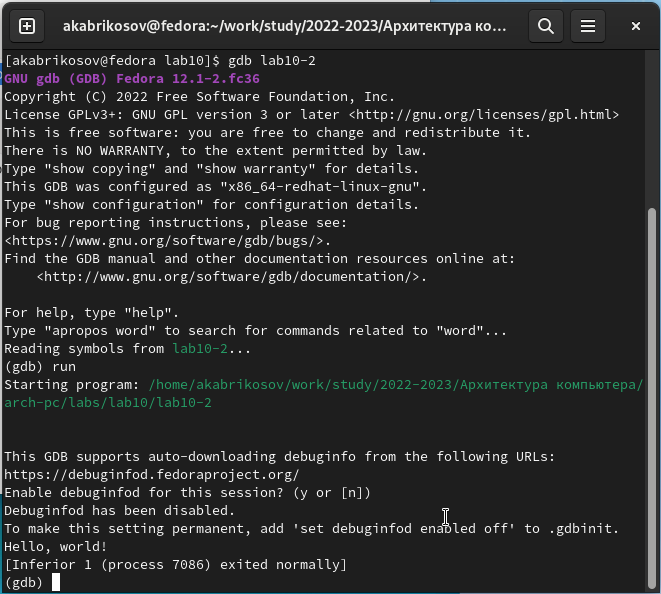 akabrikosov@fedora:~/work/study/2022-2023/Архитектура ко...
[akabrikosov@fedora lab10]$ gdb lab10-2
GNU gdb (GDB) Fedora 12.1-2.fc36
Copyright (C) 2022 Free Software Foundation, Inc.
License GPLv3+: GNU GPL version 3 or later <http://gnu.org/licenses/gpl.html>
This is free software: you are free to change and redistribute it.
There is NO WARRANTY, to the extent permitted by law.
Type "show copying" and "show warranty" for details.
This GDB was configured as "x86_64-redhat-linux-gnu".
Type "show configuration" for configuration details.
For bug reporting instructions, please see:
<https://www.gnu.org/software/gdb/bugs/>.
Find the GDB manual and other documentation resources online at:
    <http://www.gnu.org/software/gdb/documentation/>.

For help, type "help".
Type "apropos word" to search for commands related to "word"...
Reading symbols from lab10-2...
(gdb) run
Starting program: /home/akabrikosov/work/study/2022-2023/Архитектура компьютера/
arch-pc/labs/lab10/lab10-2

This GDB supports auto-downloading debuginfo from the following URLs:
https://debuginfod.fedoraproject.org/
Enable debuginfod for this session? (y or [n])
Debuginfod has been disabled.
To make this setting permanent, add 'set debuginfod enabled off' to .gdbinit.
Hello, world!
[Inferior 1 (process 7086) exited normally]
(gdb)